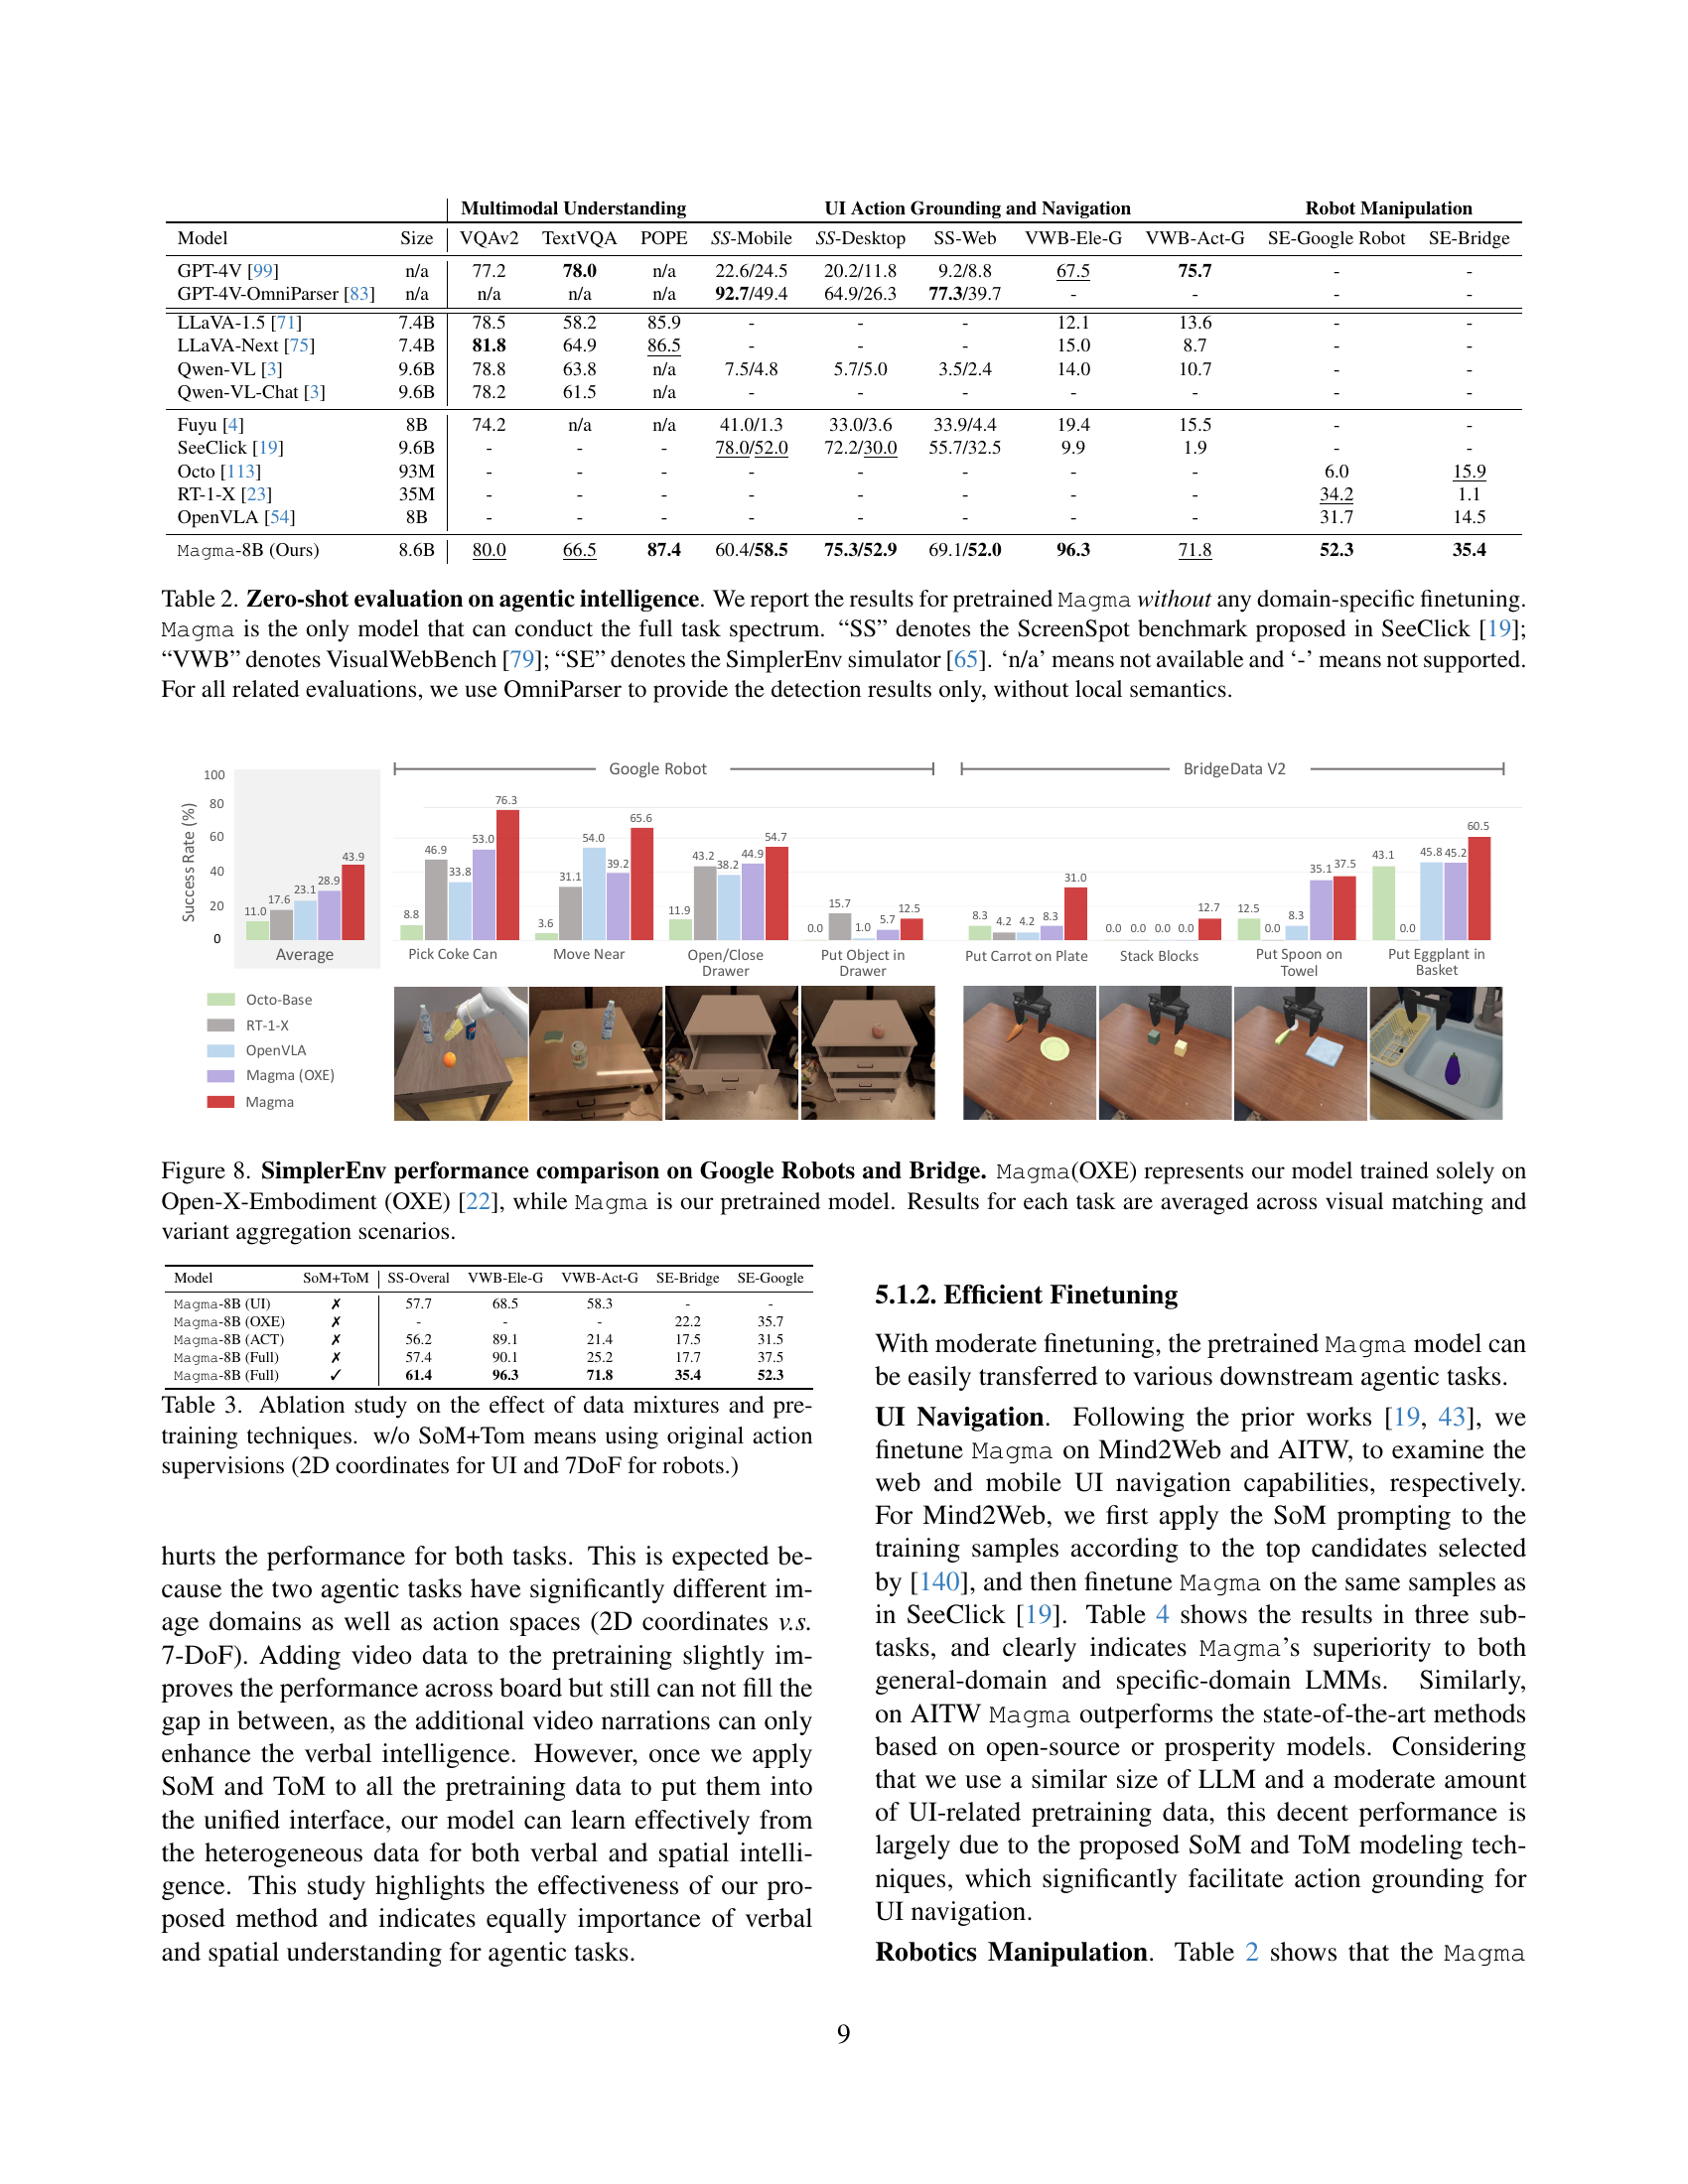 Multimodal Understanding UI Action Grounding and Navigation Robot Manipulation
Model Size VQAv2 TextVQA POPE SS-Mobile SS-Desktop SS-Web VWB-Ele-G VWB-Act-G SE-Google Robot SE-Bridge
GPT-4V [99] n/a 77.2 78.0 n/a 22.6/24.5 20.2/11.8 9.2/8.8 67.5 75.7 - -
GPT-4V-OmniParser [83] n/a n/a n/a n/a 92.7/49.4 64.9/26.3 77.3/39.7 - - - -
LLaVA-1.5 [71] 7.4B 78.5 58.2 85.9 - - - 12.1 13.6 - -
LLaVA-Next [75] 7.4B 81.8 64.9 86.5 - - - 15.0 8.7 - -
Qwen-VL [3] 9.6B 78.8 63.8 n/a 7.5/4.8 5.7/5.0 3.5/2.4 14.0 10.7 - -
Qwen-VL-Chat [3] 9.6B 78.2 61.5 n/a - - - - - - -
Fuyu [4] 8B 74.2 n/a n/a 41.0/1.3 33.0/3.6 33.9/4.4 19.4 15.5 - -
SeeClick [19] 9.6B - - - 78.0/52.0 72.2/30.0 55.7/32.5 9.9 1.9 - -
Octo [113] 93M - - - - - - - - 6.0 15.9
RT-1-X [23] 35M - - - - - - - - 34.2 1.1
OpenVLA [54] 8B - - - - - - - - 31.7 14.5
Magma-8B (Ours) 8.6B 80.0 66.5 87.4 60.4/58.5 75.3/52.9 69.1/52.0 96.3 71.8 52.3 35.4
Table 2. Zero-shot evaluation on agentic intelligence. We report the results for pretrained Magma without any domain-specific finetuning.
Magma is the only model that can conduct the full task spectrum. “SS” denotes the ScreenSpot benchmark proposed in SeeClick [19];
“VWB” denotes VisualWebBench [79]; “SE” denotes the SimplerEnv simulator [65]. ‘n/a’ means not available and ‘-’ means not supported.
For all related evaluations, we use OmniParser to provide the detection results only, without local semantics.
Google Robot BridgeData V2
Success Rate (%)
100
80
60
40
20
0
11.0 17.6 23.1 28.9 43.9
Average
8.8 46.9 33.8 53.0 76.3
Pick Coke Can
3.6 31.1 54.0 39.2 65.6
Move Near
11.9 43.2 38.2 44.9 54.7
Open/Close
Drawer
0.0 15.7 1.0 5.7 12.5
Put Object in
Drawer
8.3 4.2 4.2 8.3 31.0
Put Carrot on Plate
0.0 0.0 0.0 0.0 12.7
Stack Blocks
12.5 0.0 8.3 35.1 37.5
Put Spoon on
Towel
43.1 0.0 45.8 45.2 60.5
Put Eggplant in
Basket
Octo-Base
RT-1-X
OpenVLA
Magma (OXE)
Magma
Figure 8. SimplerEnv performance comparison on Google Robots and Bridge. Magma(OXE) represents our model trained solely on
Open-X-Embodiment (OXE) [22], while Magma is our pretrained model. Results for each task are averaged across visual matching and
variant aggregation scenarios.
Model SoM+ToM SS-Overal VWB-Ele-G VWB-Act-G SE-Bridge SE-Google
Magma-8B (UI) ✗ 57.7 68.5 58.3 - -
Magma-8B (OXE) ✗ - - - 22.2 35.7
Magma-8B (ACT) ✗ 56.2 89.1 21.4 17.5 31.5
Magma-8B (Full) ✗ 57.4 90.1 25.2 17.7 37.5
Magma-8B (Full) ✓ 61.4 96.3 71.8 35.4 52.3
Table 3. Ablation study on the effect of data mixtures and pre-
training techniques. w/o SoM+Tom means using original action
supervisions (2D coordinates for UI and 7DoF for robots.)
hurts the performance for both tasks. This is expected be-
cause the two agentic tasks have significantly different im-
age domains as well as action spaces (2D coordinates v.s.
7-DoF). Adding video data to the pretraining slightly im-
proves the performance across board but still can not fill the
gap in between, as the additional video narrations can only
enhance the verbal intelligence. However, once we apply
SoM and ToM to all the pretraining data to put them into
the unified interface, our model can learn effectively from
the heterogeneous data for both verbal and spatial intelli-
gence. This study highlights the effectiveness of our pro-
posed method and indicates equally importance of verbal
and spatial understanding for agentic tasks.
5.1.2. Efficient Finetuning
With moderate finetuning, the pretrained Magma model can
be easily transferred to various downstream agentic tasks.
UI Navigation. Following the prior works [19, 43], we
finetune Magma on Mind2Web and AITW, to examine the
web and mobile UI navigation capabilities, respectively.
For Mind2Web, we first apply the SoM prompting to the
training samples according to the top candidates selected
by [140], and then finetune Magma on the same samples as
in SeeClick [19]. Table 4 shows the results in three sub-
tasks, and clearly indicates Magma’s superiority to both
general-domain and specific-domain LMMs. Similarly,
on AITW Magma outperforms the state-of-the-art methods
based on open-source or prosperity models. Considering
that we use a similar size of LLM and a moderate amount
of UI-related pretraining data, this decent performance is
largely due to the proposed SoM and ToM modeling tech-
niques, which significantly facilitate action grounding for
UI navigation.
Robotics Manipulation. Table 2 shows that the Magma
9